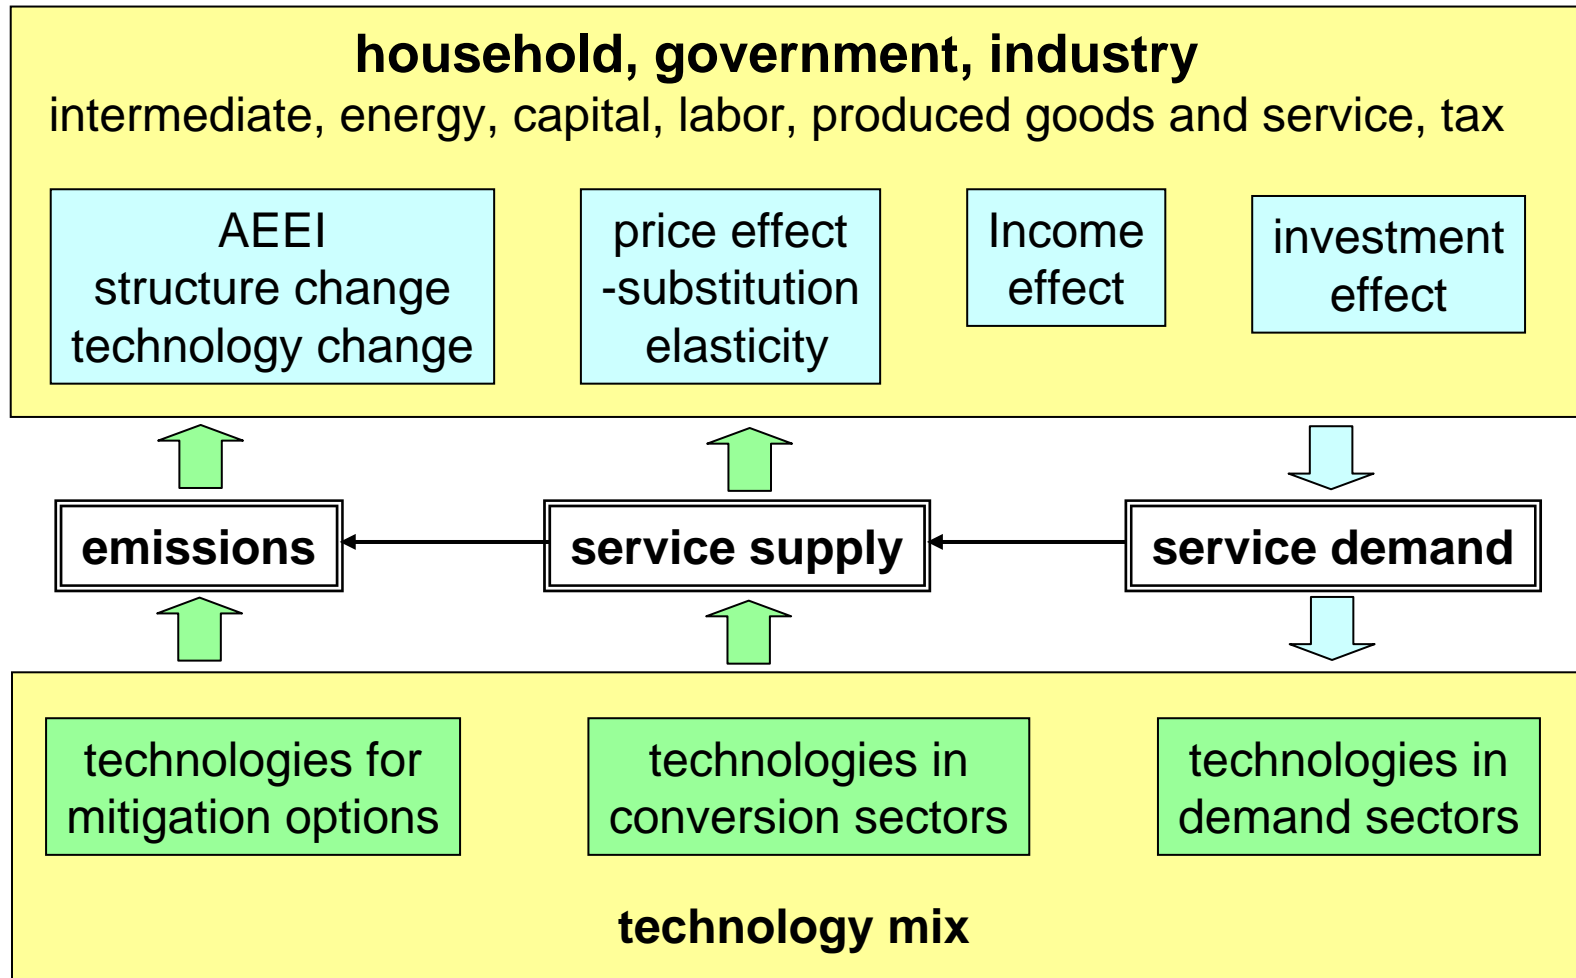 household, government, industry
intermediate, energy, capital, labor, produced goods and service, tax
AEEI
structure change
technology change
price effect
-substitution
elasticity
Income
effect
investment
effect
emissions
service supply
service demand
technologies for
mitigation options
technologies in
conversion sectors
technologies in
demand sectors
technology mix